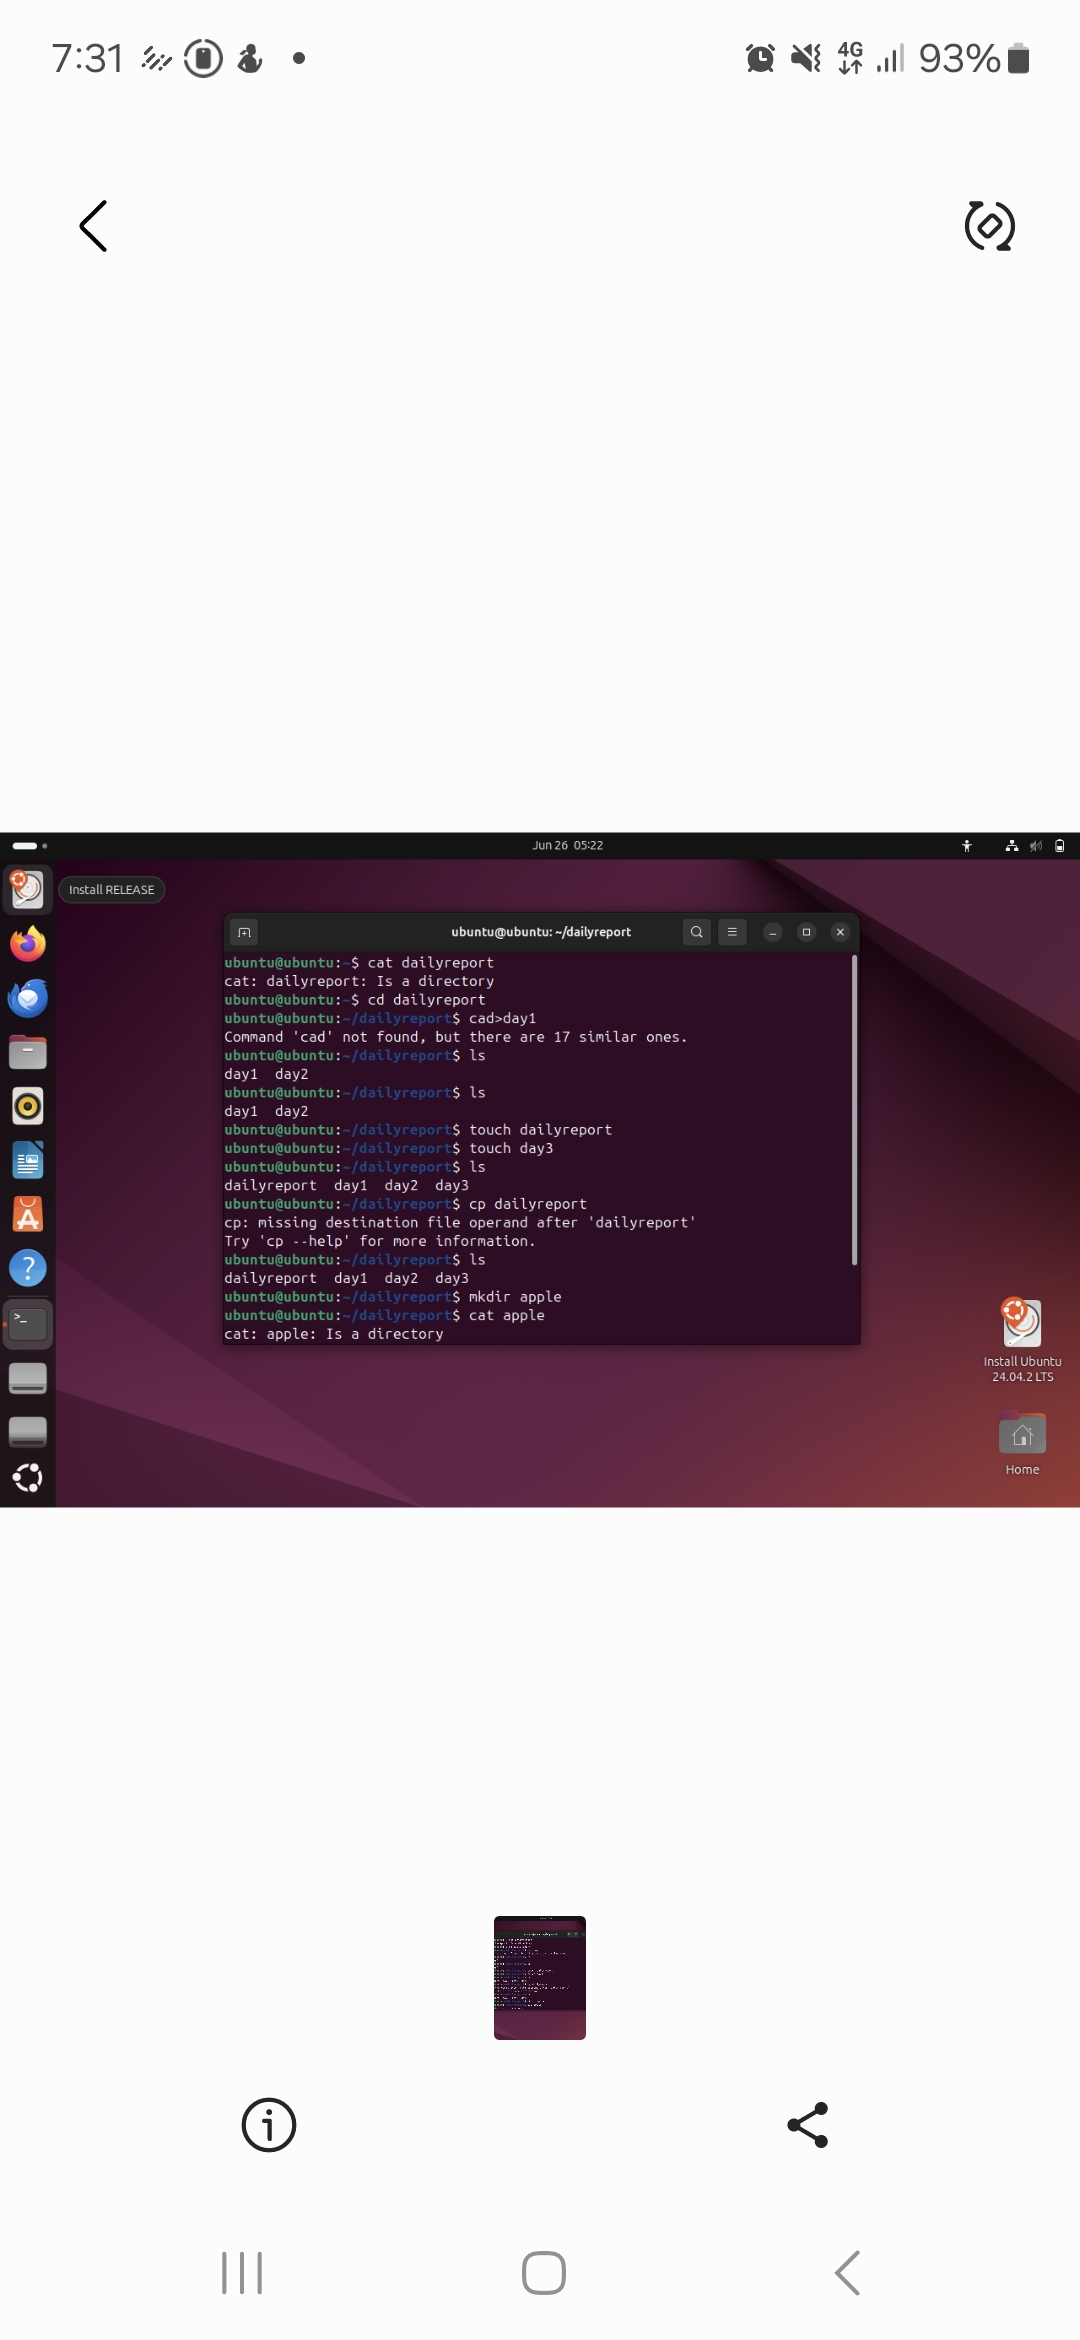 7:31
4G
93%
Jun 26 05:22
Install RELEASE
ubuntu@ubuntu: ~/dailyreport
ubuntu@ubuntu:~$ cat dailyreport
cat: dailyreport: Is a directory
ubuntu@ubuntu:~$ cd dailyreport
ubuntu@ubuntu:~/dailyreport$ cad>day1
Command 'cad' not found, but there are 17 similar ones.
ubuntu@ubuntu:~/dailyreport$ ls
day1  day2
ubuntu@ubuntu:~/dailyreport$ ls
day1  day2
ubuntu@ubuntu:~/dailyreport$ touch dailyreport
ubuntu@ubuntu:~/dailyreport$ touch day3
ubuntu@ubuntu:~/dailyreport$ ls
dailyreport  day1  day2  day3
ubuntu@ubuntu:~/dailyreport$ cp dailyreport
cp: missing destination file operand after 'dailyreport'
Try 'cp --help' for more information.
ubuntu@ubuntu:~/dailyreport$ ls
dailyreport  day1  day2  day3
ubuntu@ubuntu:~/dailyreport$ mkdir apple
ubuntu@ubuntu:~/dailyreport$ cat apple
cat: apple: Is a directory
Install Ubuntu
24.04.2 LTS
Home